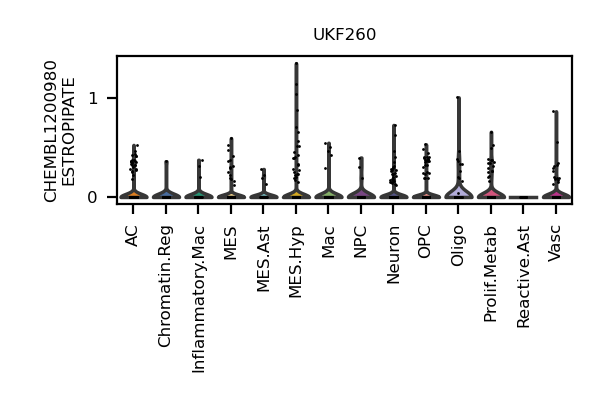 UKF260
CHEMBL1200980
ESTROPIPATE
1
0
AC
Chromatin.Reg
Inflammatory.Mac
MES
MES.Ast
MES.Hyp
Mac
NPC
Neuron
OPC
Oligo
Prolif.Metab
Reactive.Ast
Vasc